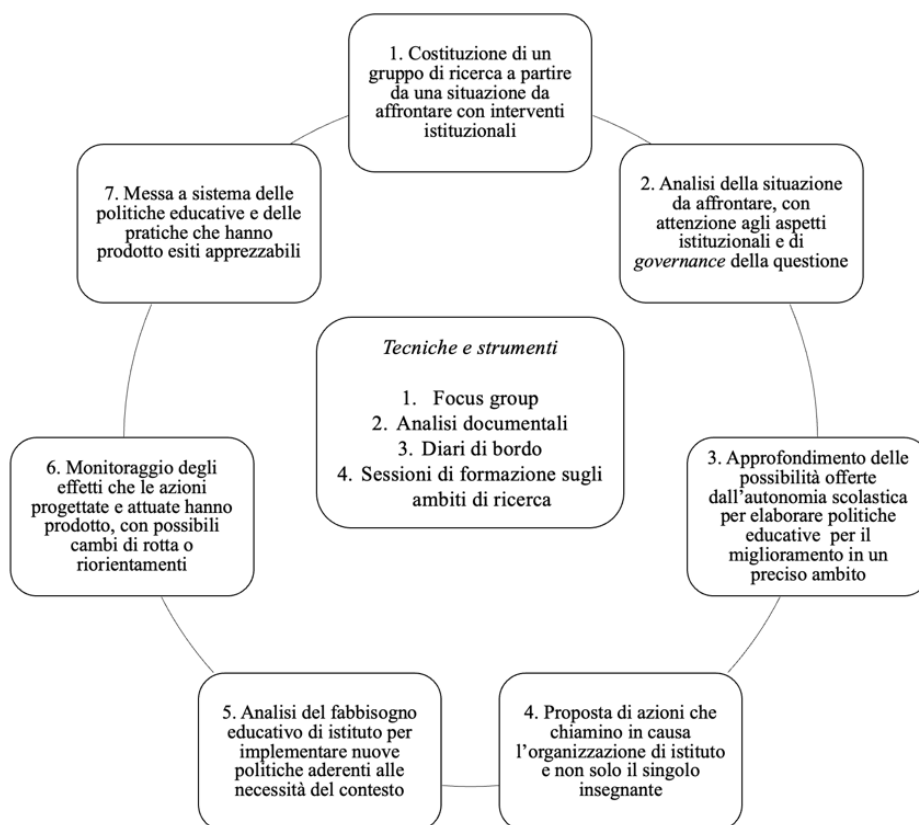 1. Costituzione di un
gruppo di ricerca a partire
da una situazione da
affrontare con interventi
istituzionali
2. Analisi della situazione
da affrontare, con
attenzione agli aspetti
istituzionali e di
governance della questione
3. Approfondimento delle
possibilità offerte
dall'autonomia scolastica
per elaborare politiche
educative per il
miglioramento in un
preciso ambito
4. Proposta di azioni che
chiamino in causa
l'organizzazione di istituto
e non solo il singolo
insegnante
5. Analisi del fabbisogno
educativo di istituto per
implementare nuove
politiche aderenti alle
necessità del contesto
6. Monitoraggio degli
effetti che le azioni
progettate e attuate hanno
prodotto, con possibili
cambi di rotta o
riorientamenti
7. Messa a sistema delle
politiche educative e delle
pratiche che hanno
prodotto esiti apprezzabili
Tecniche e strumenti
1. Focus group
2. Analisi documentali
3. Diari di bordo
4. Sessioni di formazione sugli
ambiti di ricerca